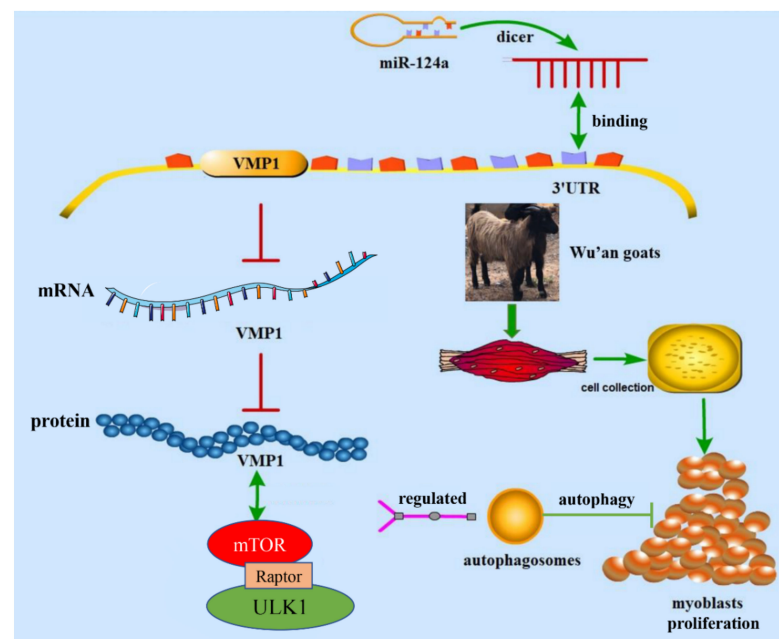 dicer
miR-124a
binding
VMP1
3'UTR
Wu'an goats
mRNA
VMP1
cell collection
protein
VMP1
regulated
autophagy
mTOR
autophagosomes
Raptor
ULK1
myoblasts
proliferation